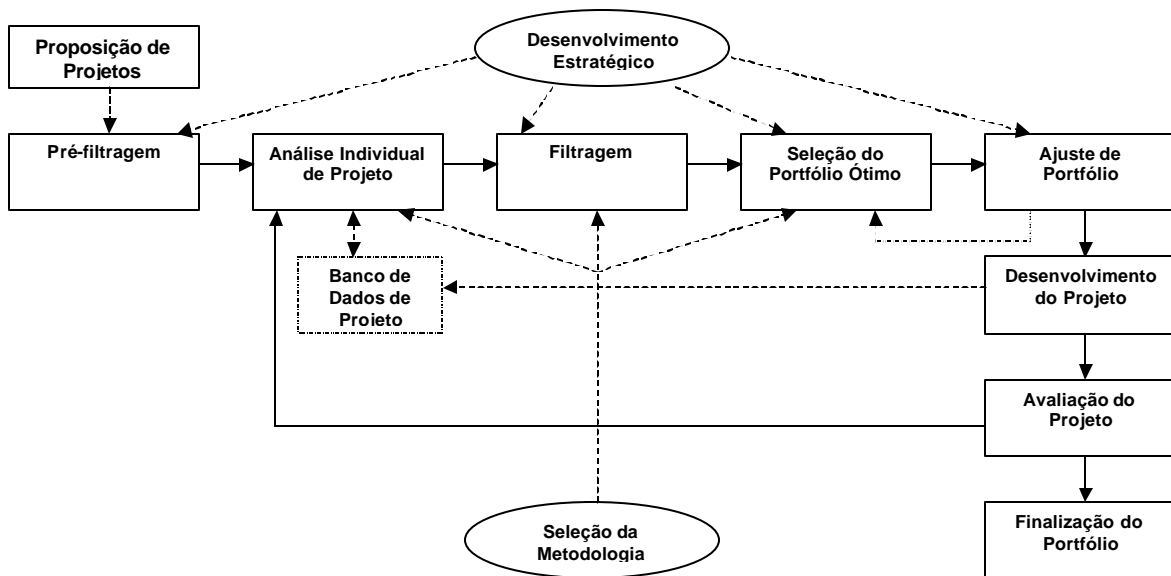 Proposição de
Projetos
Desenvolvimento
Estratégico
Pré-filtragem
Análise Individual
de Projeto
Filtragem
Seleção do
Portfólio Ótimo
Ajuste de
Portfólio
Banco de
Dados de
Projeto
Desenvolvimento
do Projeto
Avaliação do
Projeto
Seleção da
Metodologia
Finalização do
Portfólio